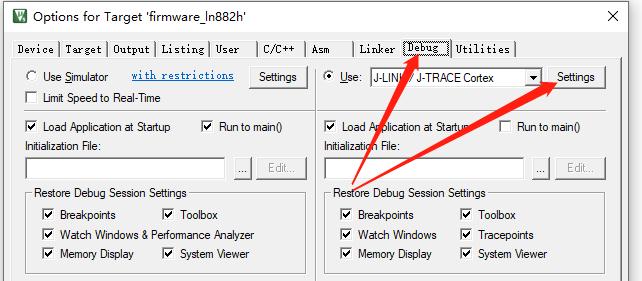 Options for Target 'firmware_ln882h'
Device Target Output Listing User C/C++ Asm Linker Debug Utilities
Use Simulator with restrictions Settings
Limit Speed to Real-Time
Load Application at Startup Run to main()
Initialization File:
... Edit...
Restore Debug Session Settings
Breakpoints Toolbox
Watch Windows & Performance Analyzer
Memory Display System Viewer
Use: J-LINK / J-TRACE Cortex Settings
Load Application at Startup Run to main()
Initialization File:
... Edit...
Restore Debug Session Settings
Breakpoints Toolbox
Watch Windows Tracepoints
Memory Display System Viewer